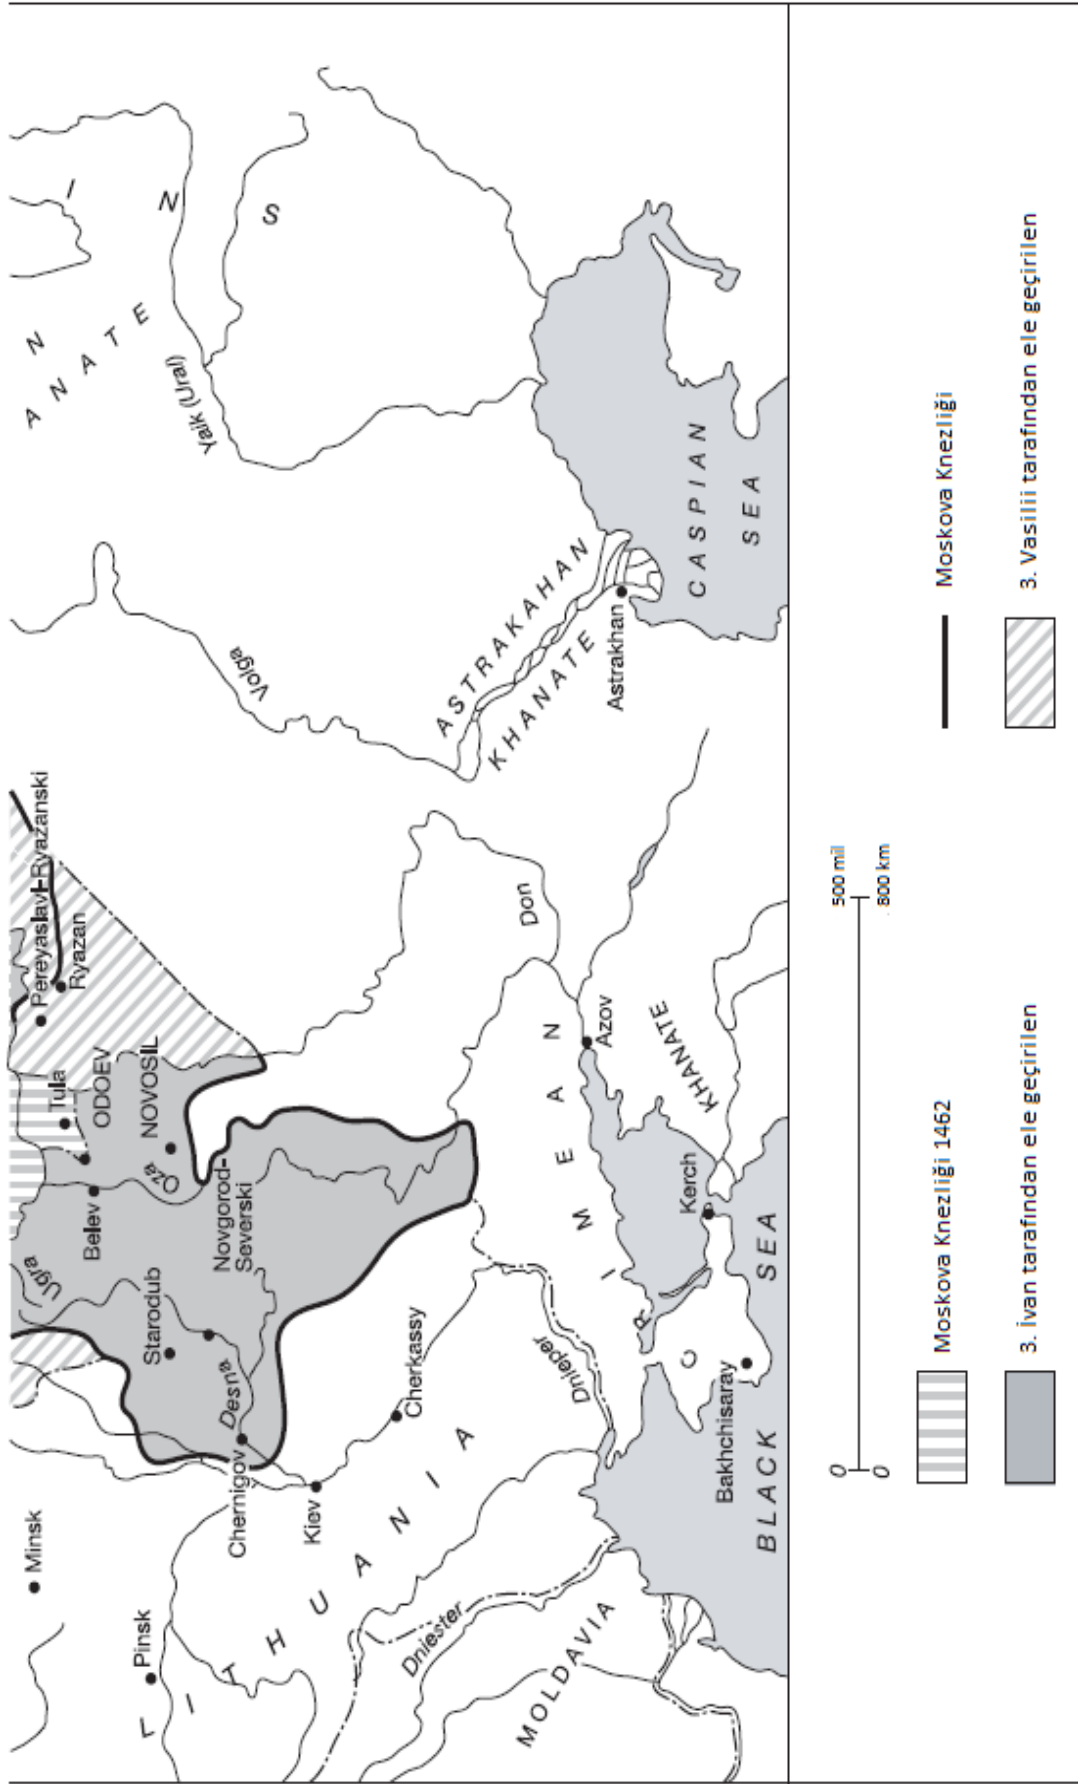 Minsk
Pinsk
L I T H U A N I A
Chernigov
Kiev
Desna
Starodub
Ugra
Novgorod-
Severski
Belev
Oza
Tula
ODOEV
NOVOSIL
Pereyaslavl-Ryazanski
Ryazan
Cherkassy
Dnieper
Dniester
MOLDAVIA
C R I M E A N
KHANATE
Bakhchisaray
Kerch
Azov
Don
BLACK SEA
Volga
ASTRAKAHAN
KHANATE
Astrakhan
CASPIAN
SEA
Yaik (Ural)
A N A T E
N
I N S
0 500 mil
0 800 km
Moskova Knezliği 1462
Moskova Knezliği
3. İvan tarafından ele geçirilen
3. Vasilii tarafından ele geçirilen